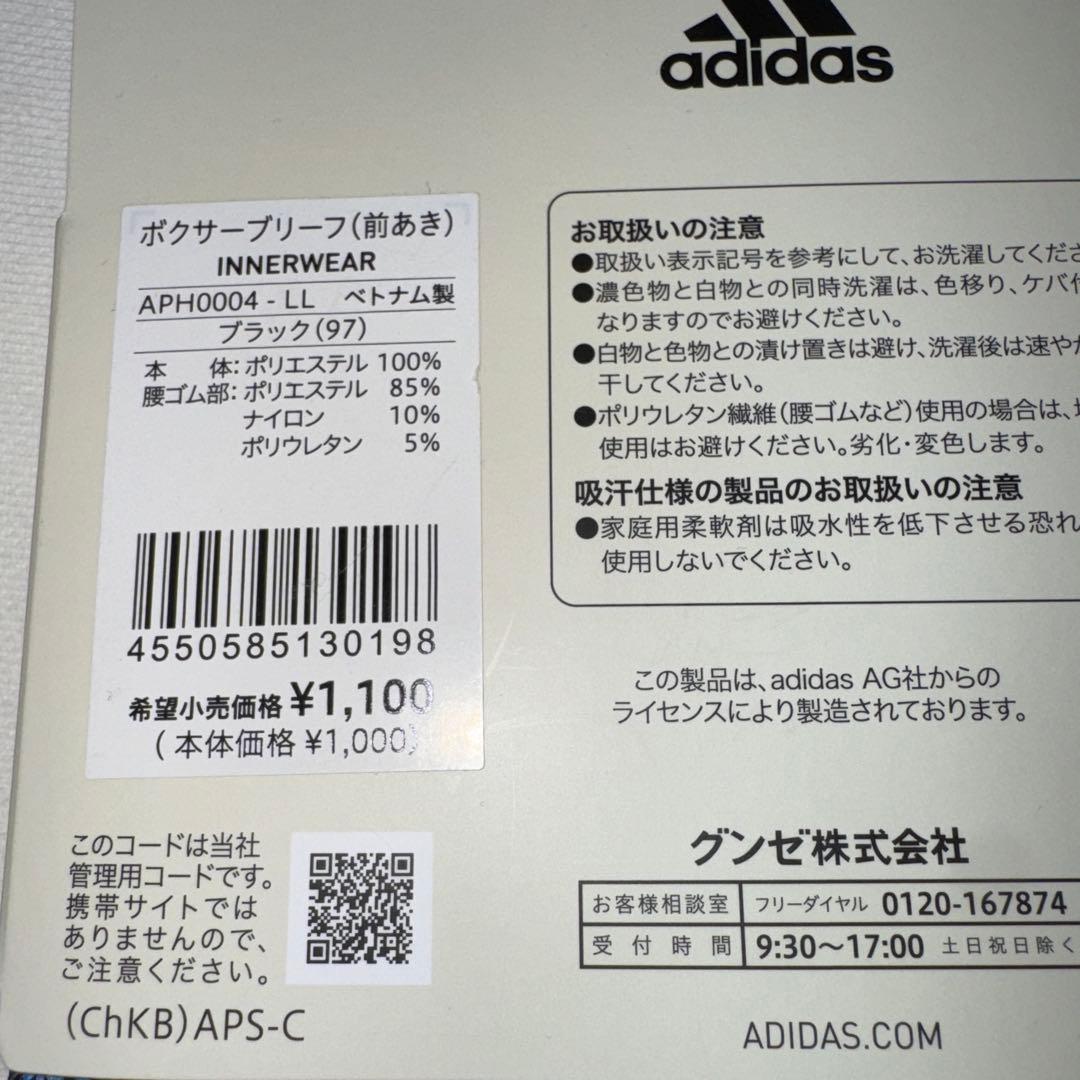 adidas
ボクサーブリーフ(前あき)
INNERWEAR
APH0004 - LL ベトナム製
ブラック(97)
本 体:ポリエステル 100%
腰ゴム部:ポリエステル 85%
ナイロン 10%
ポリウレタン 5%
4550585130198
希望小売価格 ¥1,100
(本体価格 ¥1,000)
お取扱いの注意
●取扱い表示記号を参考にして、お洗濯してくださ
●濃色物と白物との同時洗濯は、色移り、ケバ付
なりますのでお避けください。
●白物と色物との漬け置きは避け、洗濯後は速やか
干してください。
●ポリウレタン繊維(腰ゴムなど)使用の場合は、
使用はお避けください。劣化・変色します。
吸汗仕様の製品のお取扱いの注意
●家庭用柔軟剤は吸水性を低下させる恐れ
使用しないでください。
この製品は、adidas AG社からの
ライセンスにより製造されております。
このコードは当社
管理用コードです。
携帯サイトでは
ありませんので、
ご注意ください。
(ChKB)APS-C
グンゼ株式会社
お客様相談室 フリーダイヤル 0120-167874
受付時間 9:30〜17:00 土日祝日除く
ADIDAS.COM